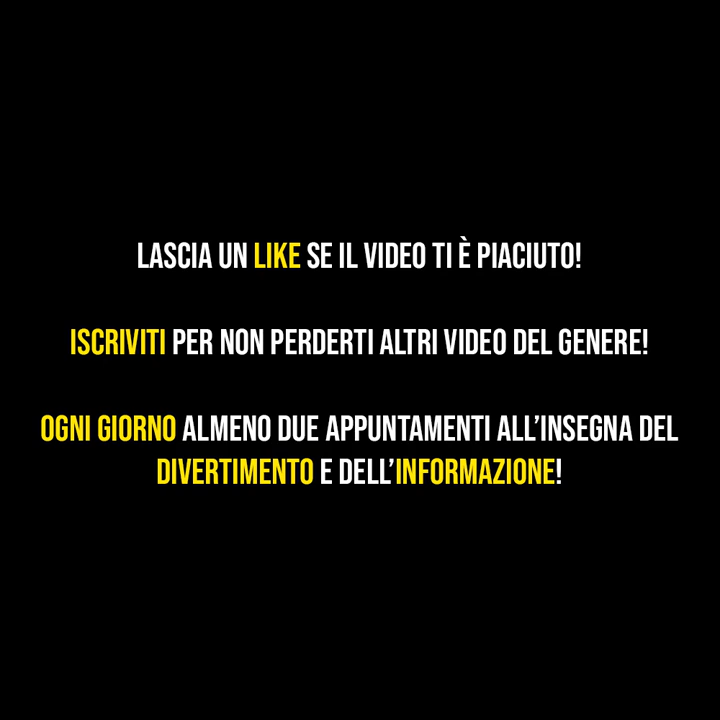 LASCIA UN LIKE SE IL VIDEO TI È PIACIUTO!
ISCRIVITI PER NON PERDERTI ALTRI VIDEO DEL GENERE!
OGNI GIORNO ALMENO DUE APPUNTAMENTI ALL’INSEGNA DEL
DIVERTIMENTO E DELL’INFORMAZIONE!